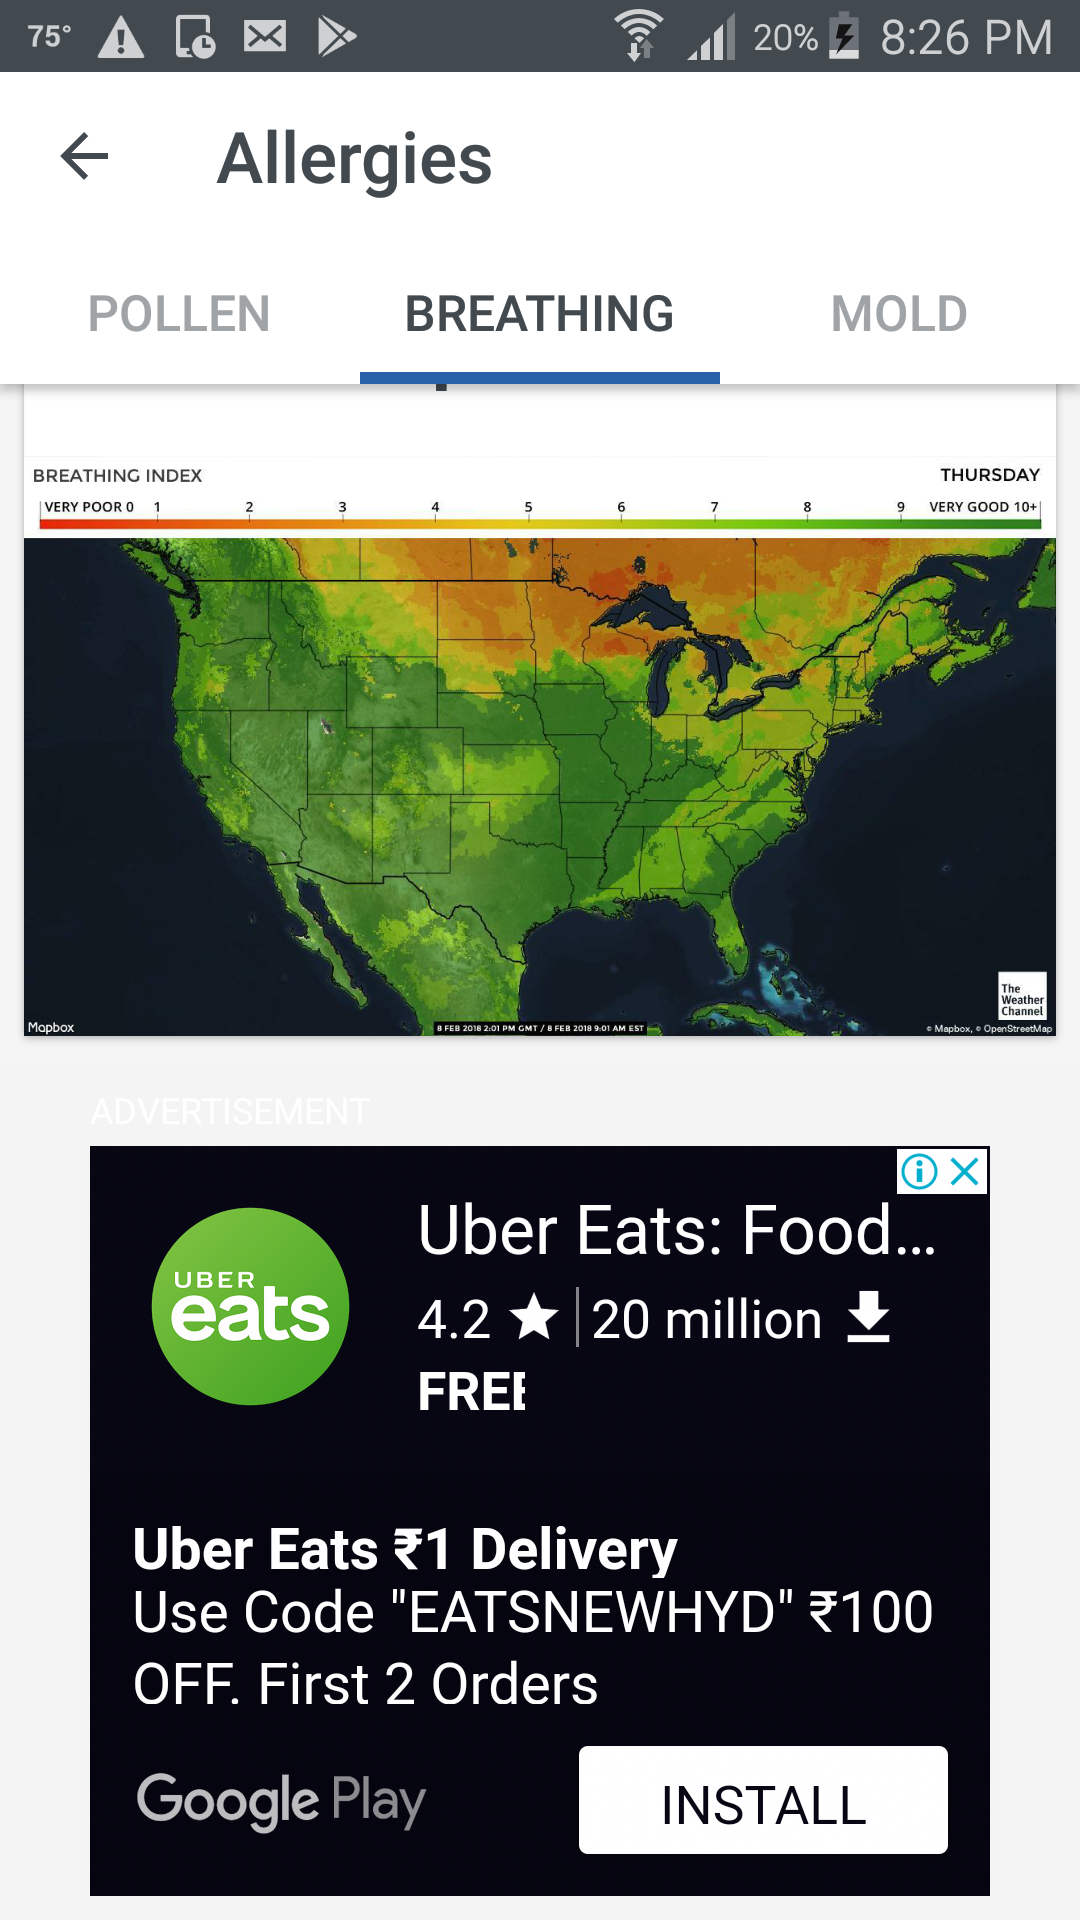 75° 20% 8:26 PM
Allergies
POLLEN BREATHING MOLD
BREATHING INDEX THURSDAY
VERY POOR 0 1 2 3 4 5 6 7 8 9 VERY GOOD 10+
The
Weather
Channel
Mapbox 8 FEB 2018 2:01 PM GMT / 8 FEB 2018 9:01 AM EST © Mapbox, © OpenStreetMap
ADVERTISEMENT
Uber Eats: Food...
UBER
eats
4.2 20 million
FREE
Uber Eats ₹1 Delivery
Use Code "EATSNEWHYD" ₹100
OFF. First 2 Orders
Google Play INSTALL